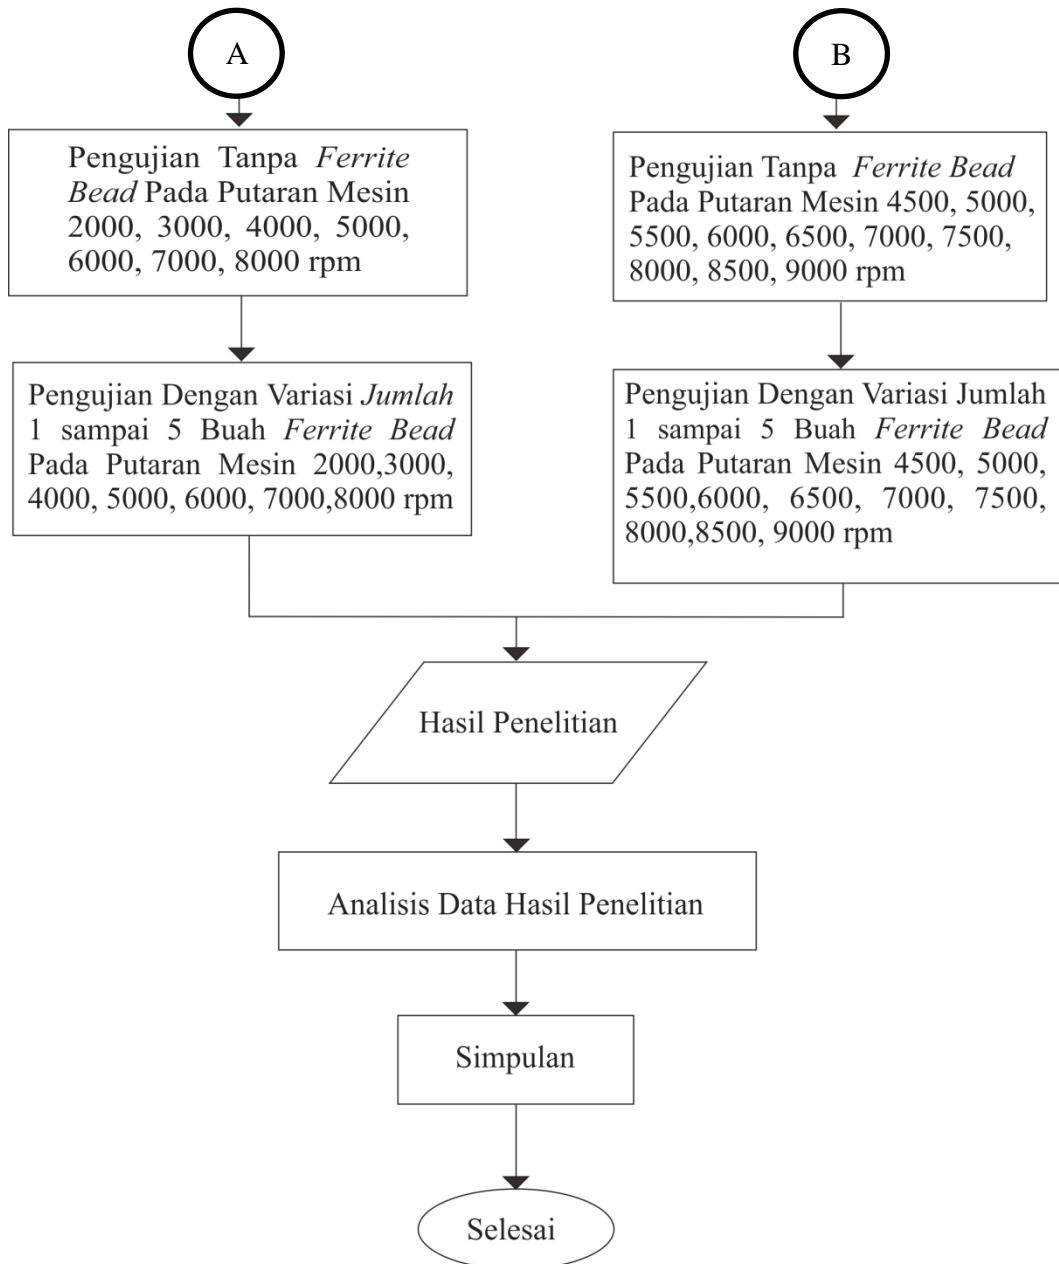 A
B
Pengujian Tanpa Ferrite
Bead Pada Putaran Mesin
2000, 3000, 4000, 5000,
6000, 7000, 8000 rpm
Pengujian Tanpa Ferrite Bead
Pada Putaran Mesin 4500, 5000,
5500, 6000, 6500, 7000, 7500,
8000, 8500, 9000 rpm
Pengujian Dengan Variasi Jumlah
1 sampai 5 Buah Ferrite Bead
Pada Putaran Mesin 2000,3000,
4000, 5000, 6000, 7000,8000 rpm
Pengujian Dengan Variasi Jumlah
1 sampai 5 Buah Ferrite Bead
Pada Putaran Mesin 4500, 5000,
5500,6000, 6500, 7000, 7500,
8000,8500, 9000 rpm
Hasil Penelitian
Analisis Data Hasil Penelitian
Simpulan
Selesai